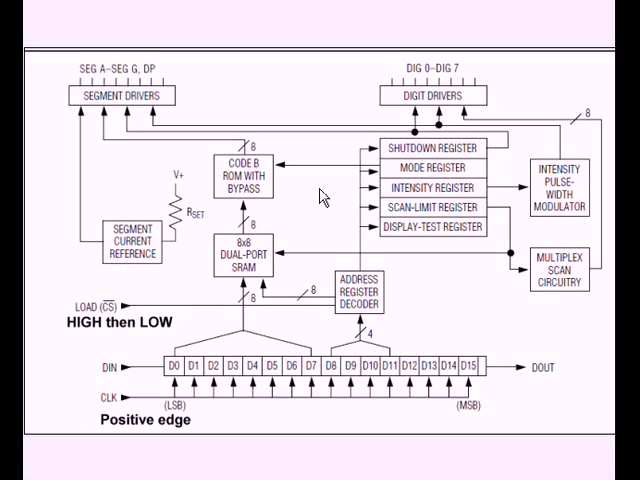 SEG A–SEG G, DP
DIG 0–DIG 7
SEGMENT DRIVERS
DIGIT DRIVERS
8
8
CODE B
ROM WITH
BYPASS
SHUTDOWN REGISTER
MODE REGISTER
INTENSITY REGISTER
SCAN-LIMIT REGISTER
DISPLAY-TEST REGISTER
INTENSITY
PULSE-
WIDTH
MODULATOR
V+
RSET
8
SEGMENT
CURRENT
REFERENCE
8x8
DUAL-PORT
SRAM
MULTIPLEX
SCAN
CIRCUITRY
ADDRESS
REGISTER
DECODER
8
8
LOAD (CS)
HIGH then LOW
4
DIN
D0 D1 D2 D3 D4 D5 D6 D7 D8 D9 D10 D11 D12 D13 D14 D15
DOUT
CLK
(LSB)
(MSB)
Positive edge